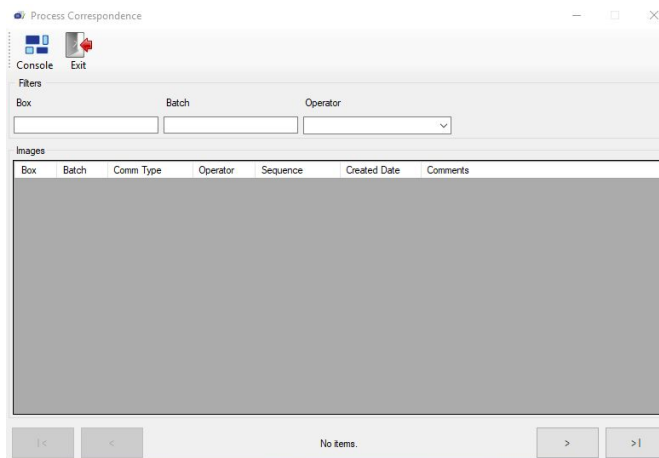 Process Correspondence
Console Exit
Filters
Box Batch Operator
Images
Box Batch Comm Type Operator Sequence Created Date Comments
|< < No items. > >|